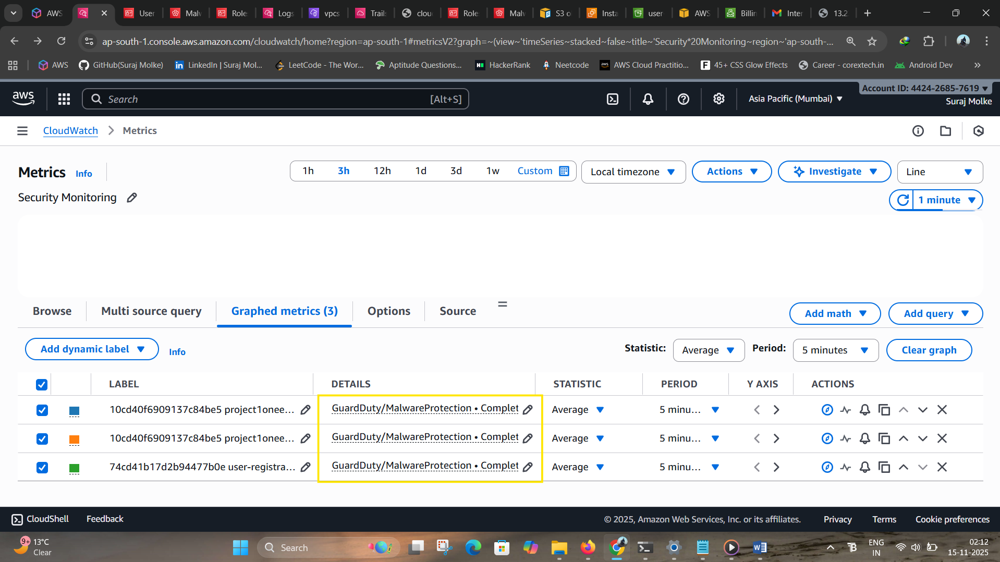 AWS
User
Malw
Role
Logs
vpcs
Trails
clou
Role
Malw
S3 o
Insta
user
AWS
Billin
Inter
13.2
ap-south-1.console.aws.amazon.com/cloudwatch/home?region=ap-south-1#metricsV2?graph=~(view~'timeSeries~stacked~false~title~'Security*20Monitoring~region~'ap-south-...
AWS
GitHub(Suraj Molke)
LinkedIn | Suraj Mol...
LeetCode - The Wor...
Aptitude Questions...
HackerRank
Neetcode
AWS Cloud Practitio...
45+ CSS Glow Effects
Career - corextech.in
Android Dev
aws
Search
[Alt+S]
Asia Pacific (Mumbai)
Account ID: 4424-2685-7619
Suraj Molke
CloudWatch
Metrics
Metrics
Info
1h
3h
12h
1d
3d
1w
Custom
Local timezone
Actions
Investigate
Line
Security Monitoring
1 minute
Browse
Multi source query
Graphed metrics (3)
Options
Source
Add math
Add query
Add dynamic label
Info
Statistic:
Average
Period:
5 minutes
Clear graph
LABEL
DETAILS
STATISTIC
PERIOD
Y AXIS
ACTIONS
10cd40f6909137c84be5 project1onee...
GuardDuty/MalwareProtection • Complet
Average
5 minu...
10cd40f6909137c84be5 project1onee...
GuardDuty/MalwareProtection • Complet
Average
5 minu...
74cd41b17d2b94477b0e user-registra...
GuardDuty/MalwareProtection • Complet
Average
5 minu...
CloudShell
Feedback
© 2025, Amazon Web Services, Inc. or its affiliates.
Privacy
Terms
Cookie preferences
9+
13°C
Clear
Search
ENG
IN
02:12
15-11-2025